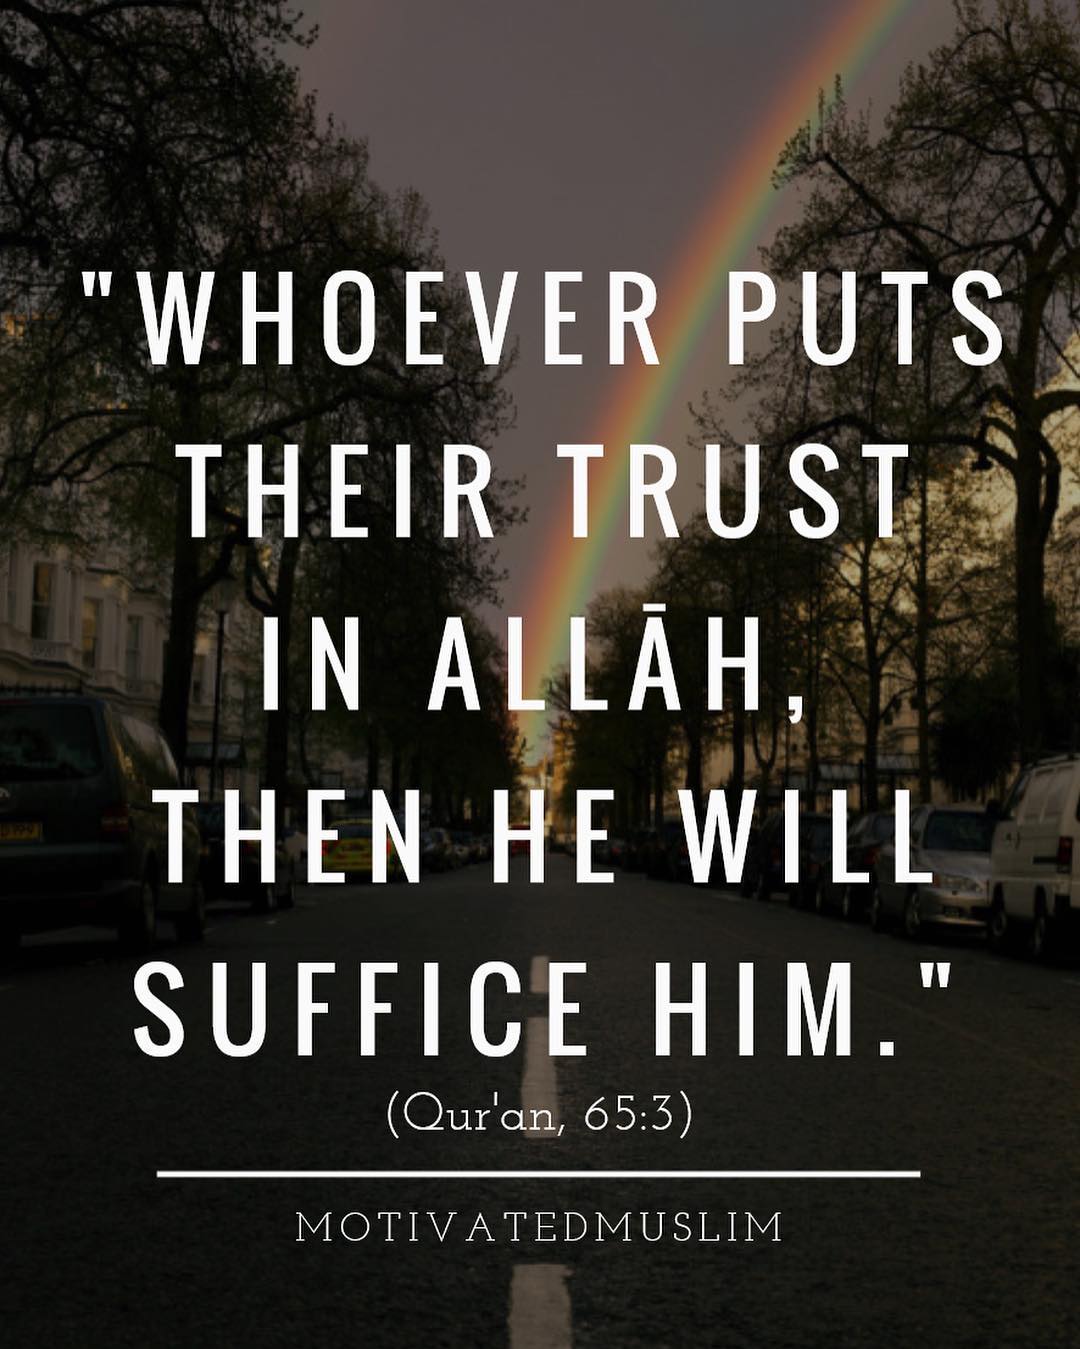 "WHOEVER PUTS
THEIR TRUST
IN ALLĀH,
THEN HE WILL
SUFFICE HIM."
(Qur'an, 65:3)
MOTIVATEDMUSLIM